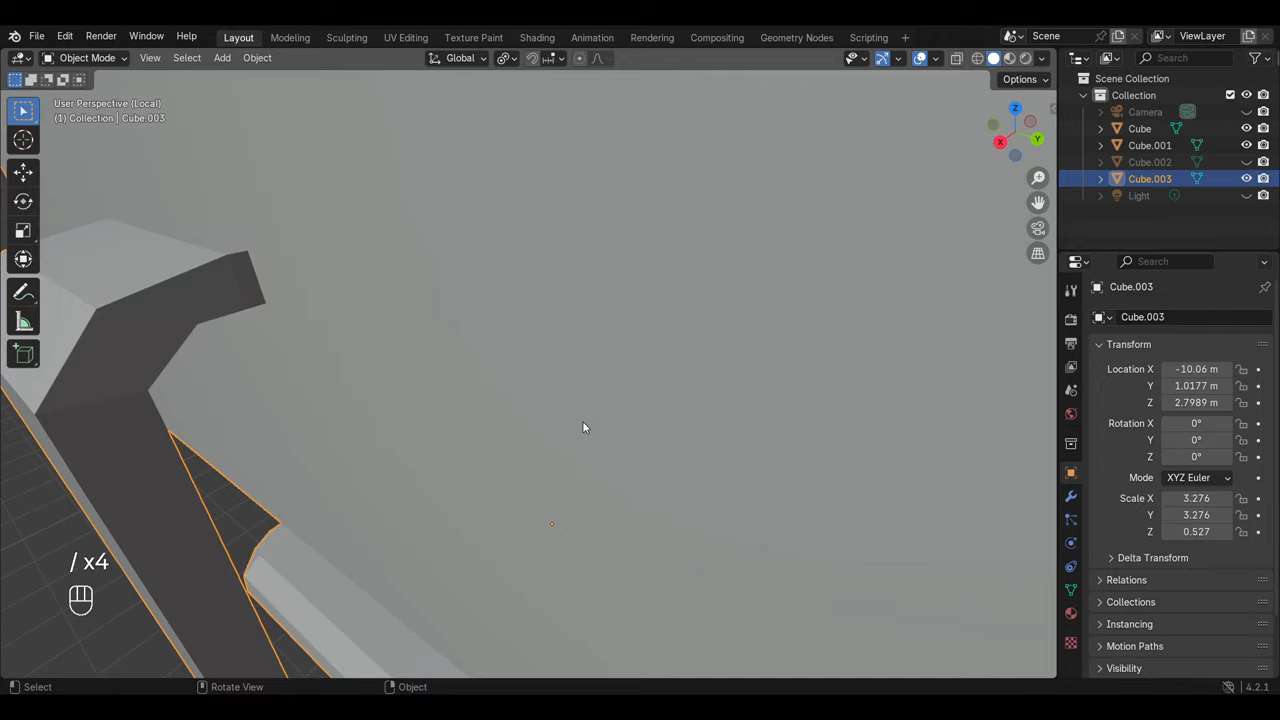 File Edit Render Window Help Layout Modeling Sculpting UV Editing Texture Paint Shading Animation Rendering Compositing Geometry Nodes Scripting + Scene ViewLayer
Object Mode View Select Add Object Global
Options
User Perspective (Local)
(1) Collection | Cube.003
Z
Y
X
/ x4
Search
Scene Collection
Collection
Camera
Cube
Cube.001
Cube.002
Cube.003
Light
Search
Cube.003
Cube.003
Transform
Location X -10.06 m
Y 1.0177 m
Z 2.7989 m
Rotation X 0°
Y 0°
Z 0°
Mode XYZ Euler
Scale X 3.276
Y 3.276
Z 0.527
Delta Transform
Relations
Collections
Instancing
Motion Paths
Visibility
Select Rotate View Object 4.2.1